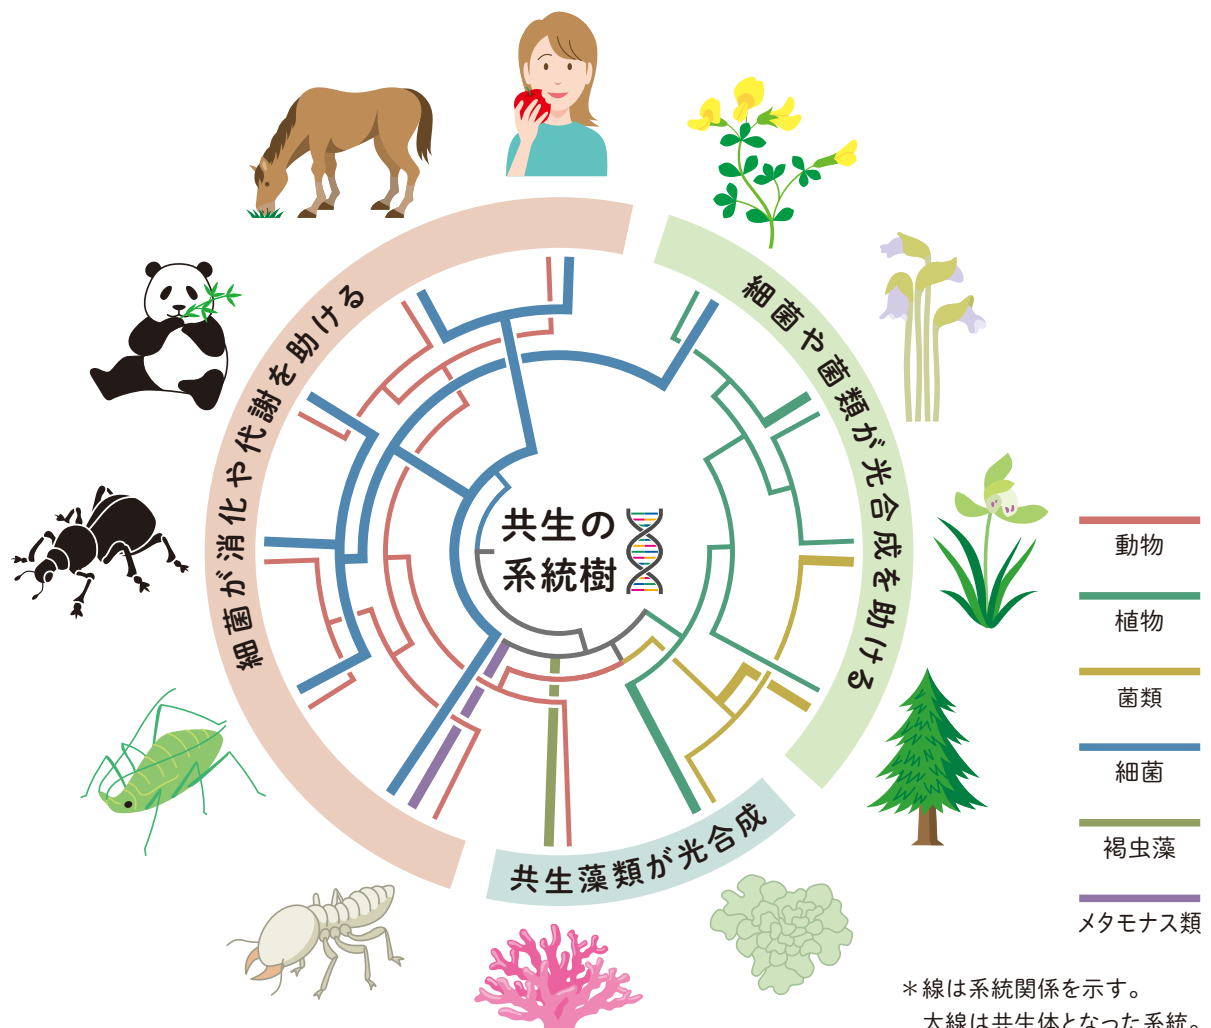 細菌が消化や代謝を助ける
細菌や菌類が光合成を助ける
共生の
系統樹
共生藻類が光合成
動物
植物
菌類
細菌
褐虫藻
メタモナス類
＊線は系統関係を示す。
太線は共生体となった系統。